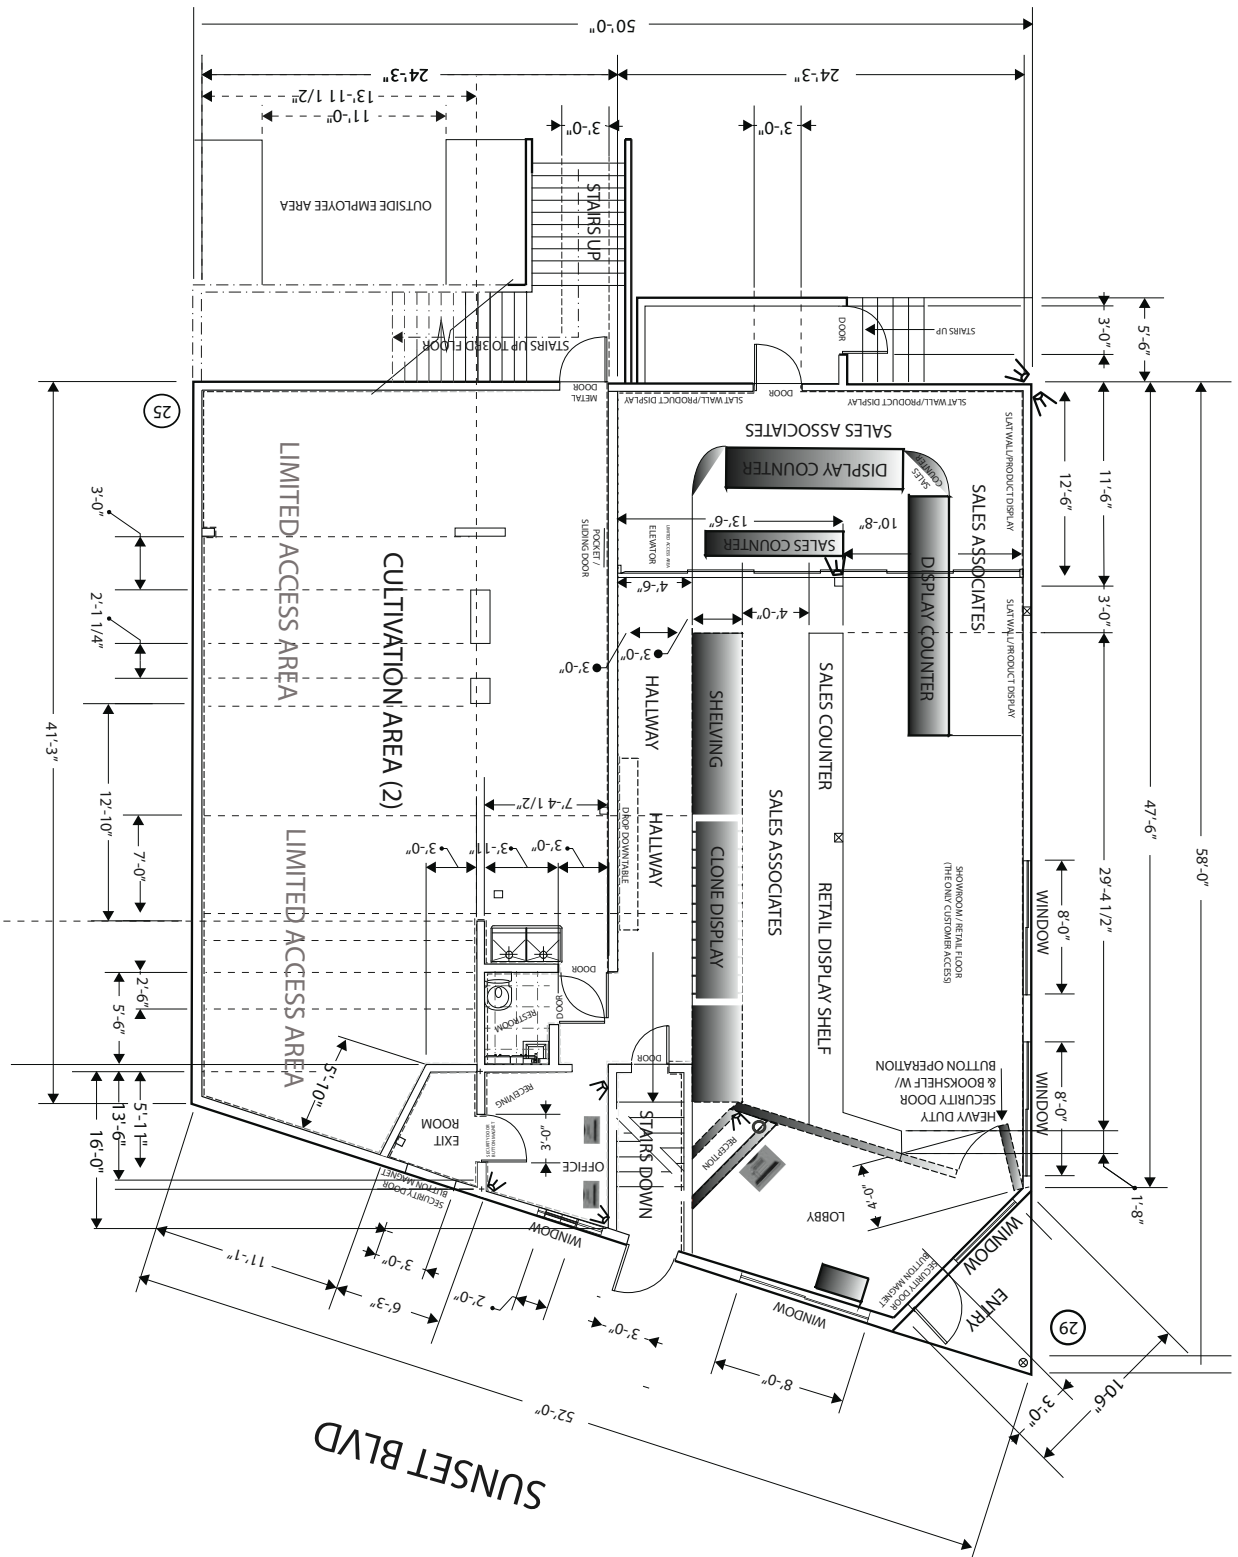 50'-0"
24'-3"
24'-3"
13'-11 1/2"
11'-0"
3'-0"
3'-0"
OUTSIDE EMPLOYEE AREA
STAIRS UP
STAIRS UP TO 3RD FLOOR
STAIRS UP
DOOR
3'-0"
5'-6"
25
METAL
DOOR
SLAT WALL/PRODUCT DISPLAY
DOOR
SLAT WALL/PRODUCT DISPLAY
SALES ASSOCIATES
DISPLAY COUNTER
SALES
COUNTER
SLAT WALL/PRODUCT DISPLAY
SALES ASSOCIATES
12'-6"
11'-6"
47'-6"
58'-0"
LIMITED ACCESS AREA
CULTIVATION AREA (2)
3'-0"
2'-1 1/4"
41'-3"
12'-10"
7'-0"
2'-6"
5'-6"
POCKET /
SLIDING DOOR
ELEVATOR
LIMITED ACCESS AREA
13'-6"
10'-8"
SALES COUNTER
4'-6"
4'-0"
DISPLAY COUNTER
SLAT WALL/PRODUCT DISPLAY
3'-0"
3'-0"
3'-0"
HALLWAY
SHELVING
SALES COUNTER
7'-4 1/2"
DROP DOWN TABLE
HALLWAY
SALES ASSOCIATES
3'-0"
3'-11"
3'-0"
LIMITED ACCESS AREA
CLONE DISPLAY
RETAIL DISPLAY SHELF
SHOWROOM / RETAIL FLOOR
(THE ONLY CUSTOMER ACCESS)
29'-4 1/2"
8'-0"
WINDOW
DOOR
DOOR
RESTROOM
DOOR
RECEIVING
5'-10"
5'-11"
13'-6"
16'-0"
EXIT
ROOM
3'-0"
OFFICE
STAIRS DOWN
RECEPTION
HEAVY DUTY
SECURITY DOOR
& BOOKSHELF W/
BUTTON OPERATION
8'-0"
WINDOW
1'-8"
4'-0"
LOBBY
SECURITY DOOR
BUTTON MAGNET
WINDOW
WINDOW
SECURITY DOOR
BUTTON MAGNET
WINDOW
ENTRY
29
11'-1"
3'-0"
6'-3"
2'-0"
3'-0"
8'-0"
3'-0"
10'-6"
52'-0"
SUNSET BLVD